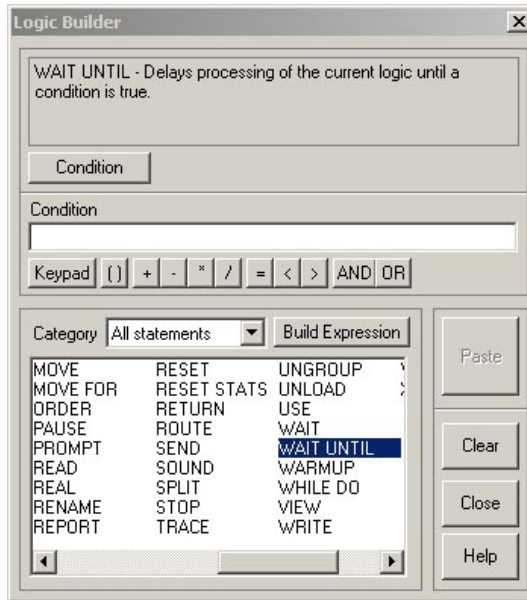 Logic Builder
WAIT UNTIL - Delays processing of the current logic until a
condition is true.
Condition
Condition
Keypad ( ) + - * / = < > AND OR
Category All statements Build Expression
MOVE RESET UNGROUP
MOVE FOR RESET STATS UNLOAD
ORDER RETURN USE
PAUSE ROUTE WAIT
PROMPT SEND WAIT UNTIL
READ SOUND WARMUP
REAL SPLIT WHILE DO
RENAME STOP VIEW
REPORT TRACE WRITE
Paste
Clear
Close
Help